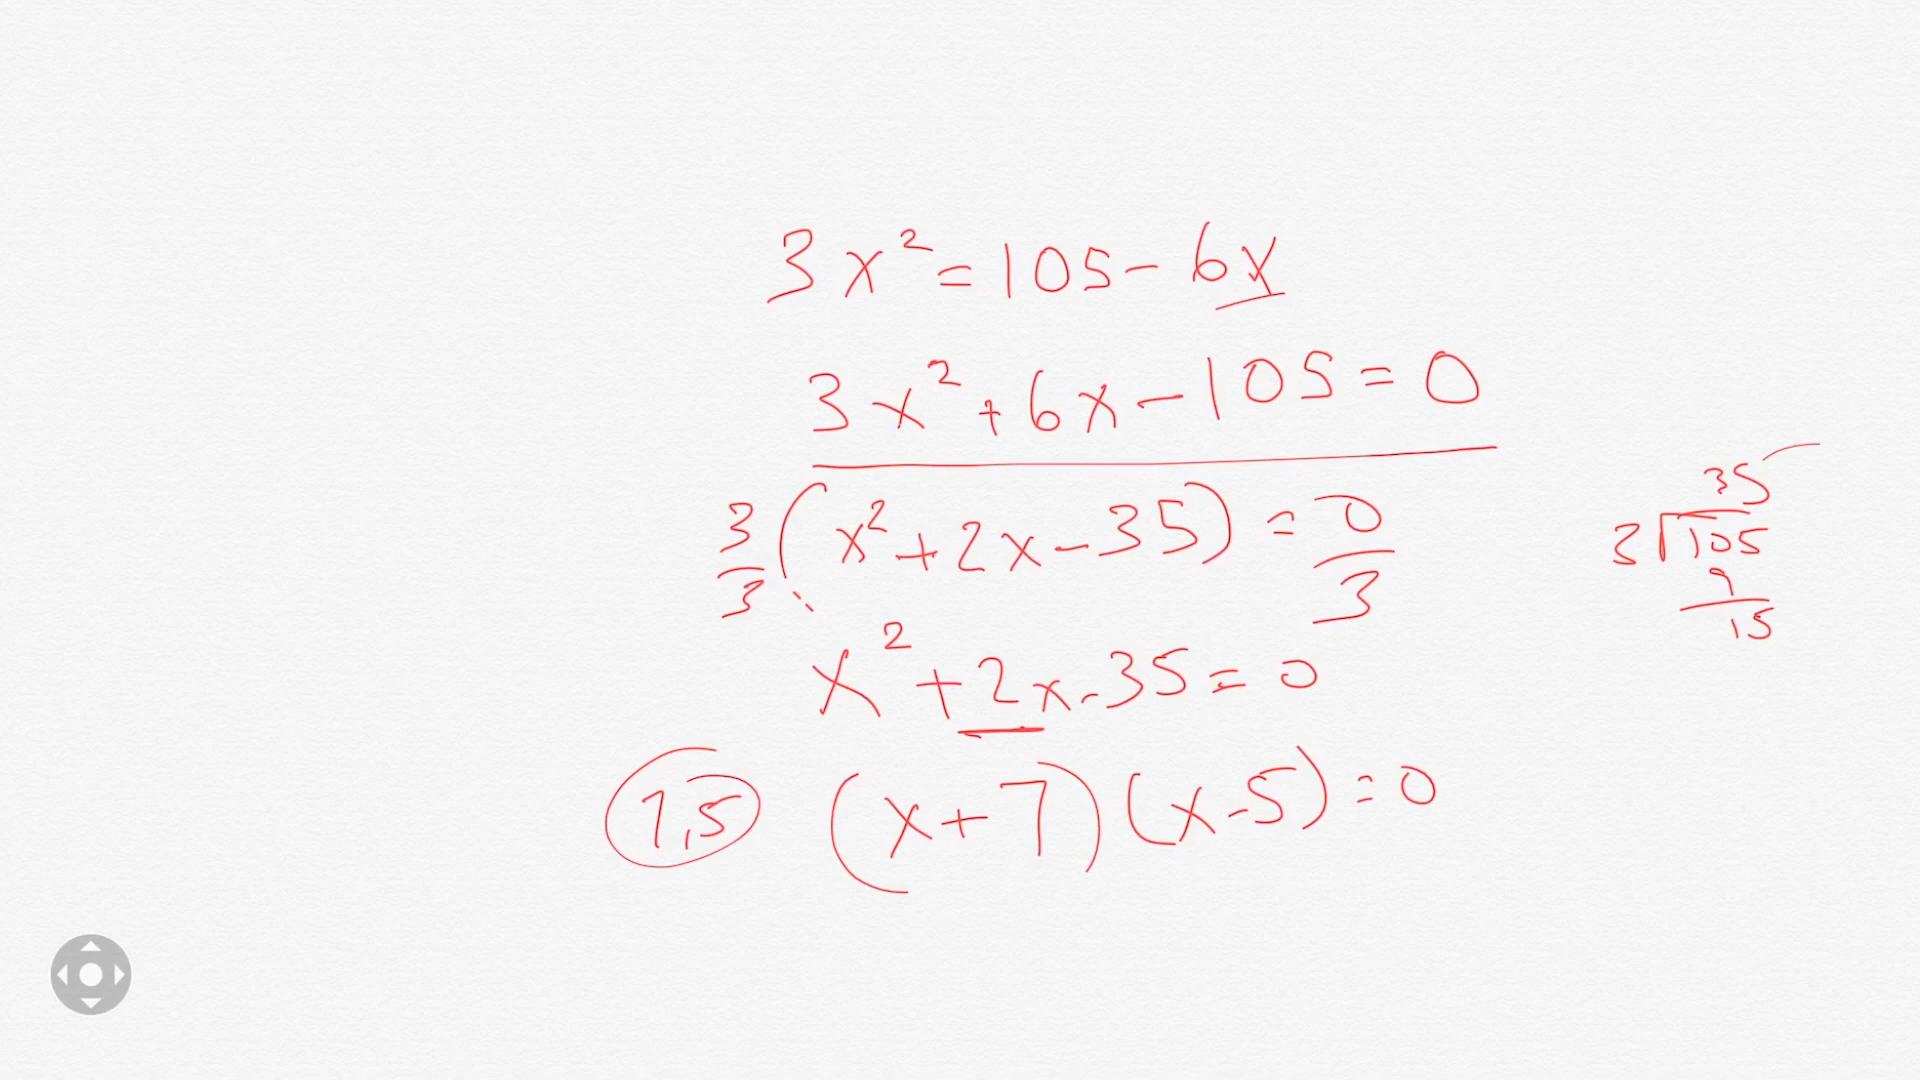 3x² = 105 - 6x
3x² + 6x - 105 = 0
3/3 (x² + 2x - 35) = 0/3
x² + 2x - 35 = 0
7,5 (x + 7)(x - 5) = 0
35
3 105
9
15